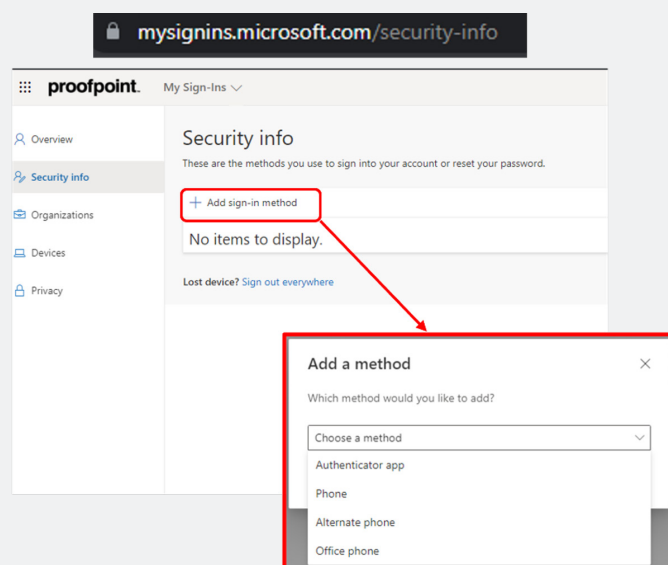 mysignins.microsoft.com/security-info
proofpoint.
My Sign-Ins
Overview
Security info
Organizations
Devices
Privacy
Security info
These are the methods you use to sign into your account or reset your password.
Add sign-in method
No items to display.
Lost device? Sign out everywhere
Add a method
Which method would you like to add?
Choose a method
Authenticator app
Phone
Alternate phone
Office phone